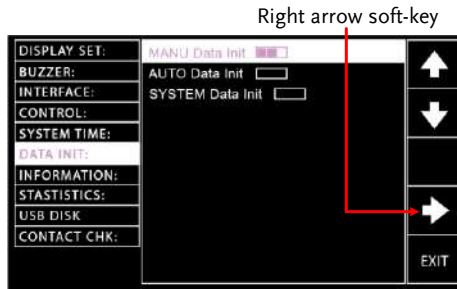 Right arrow soft-key
DISPLAY SET:
BUZZER:
INTERFACE:
CONTROL:
SYSTEM TIME:
DATA INIT:
INFORMATION:
STASTISTICS:
USB DISK
CONTACT CHK:
MANU Data Init
AUTO Data Init
SYSTEM Data Init
EXIT